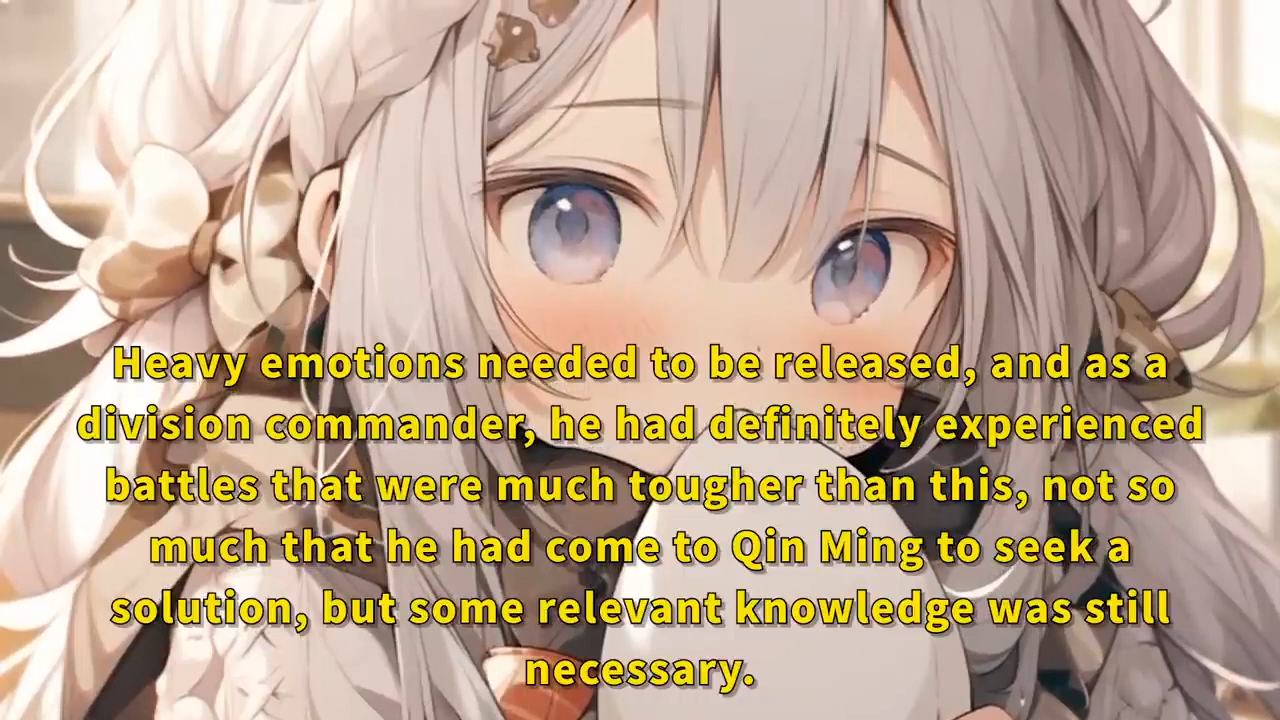 Heavy emotions needed to be released, and as a
division commander, he had definitely experienced
battles that were much tougher than this, not so
much that he had come to Qin Ming to seek a
solution, but some relevant knowledge was still
necessary.